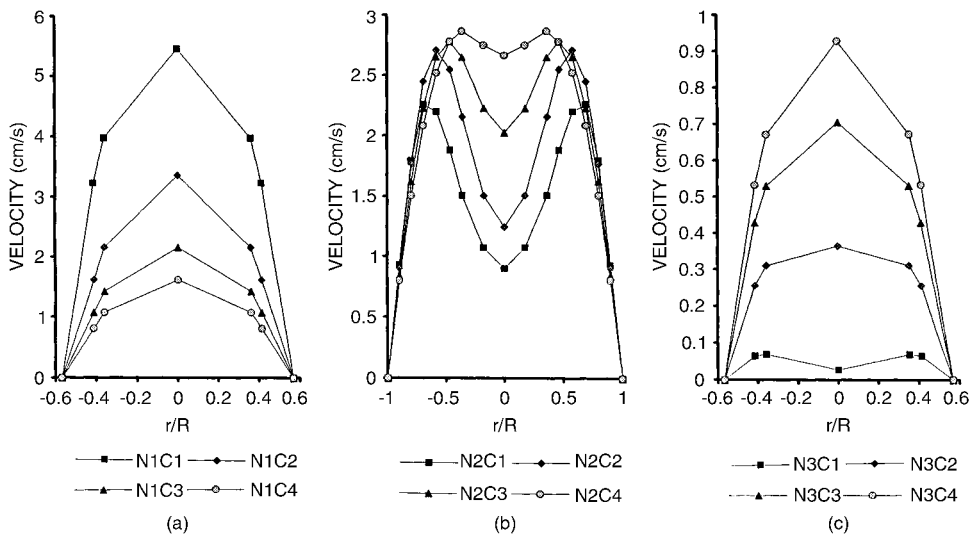 6
5
4
3
2
1
0
VELOCITY (cm/s)
-0.6 -0.4 -0.2 0 0.2 0.4 0.6
r/R
N1C1 N1C2
N1C3 N1C4
(a)
3
2.5
2
1.5
1
0.5
0
VELOCITY (cm/s)
-1 -0.5 0 0.5 1
r/R
N2C1 N2C2
N2C3 N2C4
(b)
1
0.9
0.8
0.7
0.6
0.5
0.4
0.3
0.2
0.1
0
VELOCITY (cm/s)
-0.6 -0.4 -0.2 0 0.2 0.4 0.6
r/R
N3C1 N3C2
N3C3 N3C4
(c)